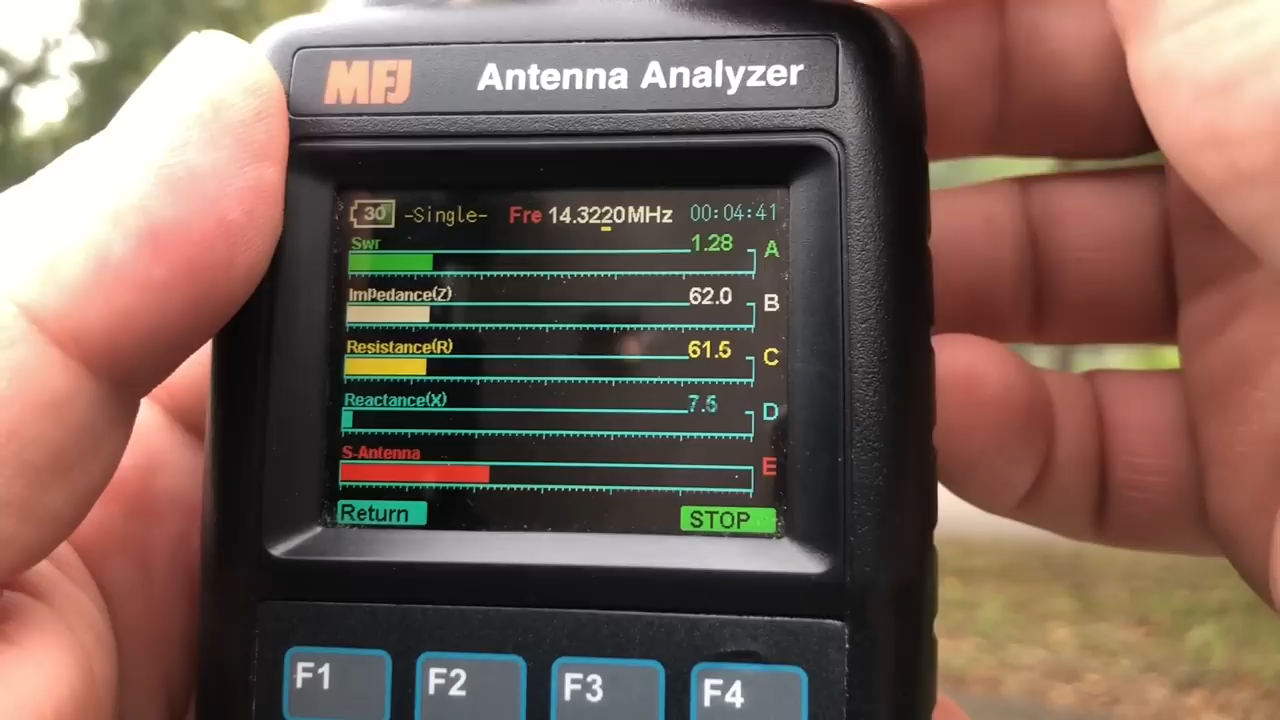 MFJ Antenna Analyzer
30 -Single- Fre 14.3220MHz 00:04:41
Swr 1.28 A
ImPedance(Z) 62.0 B
Resistance(R) 61.5 C
Reactance(X) 7.5 D
S-Antenna E
Return STOP
F1 F2 F3 F4